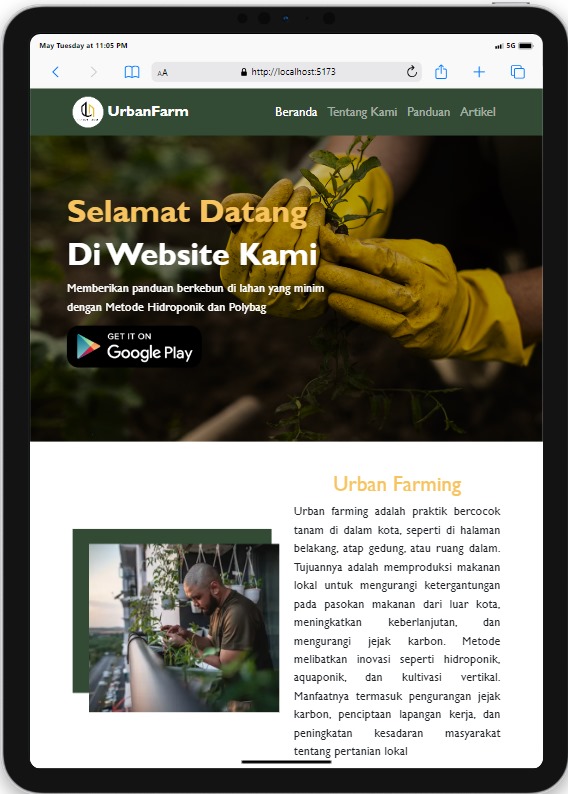 May Tuesday at 11:05 PM
5G
AA
http://localhost:5173
UrbanFarm
Beranda Tentang Kami Panduan Artikel
Selamat Datang
Di Website Kami
Memberikan panduan berkebun di lahan yang minim
dengan Metode Hidroponik dan Polybag
GET IT ON
Google Play
Urban Farming
Urban farming adalah praktik bercocok
tanam di dalam kota, seperti di halaman
belakang, atap gedung, atau ruang dalam.
Tujuannya adalah memproduksi makanan
lokal untuk mengurangi ketergantungan
pada pasokan makanan dari luar kota,
meningkatkan keberlanjutan, dan
mengurangi jejak karbon. Metode
melibatkan inovasi seperti hidroponik,
aquaponik, dan kultivasi vertikal.
Manfaatnya termasuk pengurangan jejak
karbon, penciptaan lapangan kerja, dan
peningkatan kesadaran masyarakat
tentang pertanian lokal